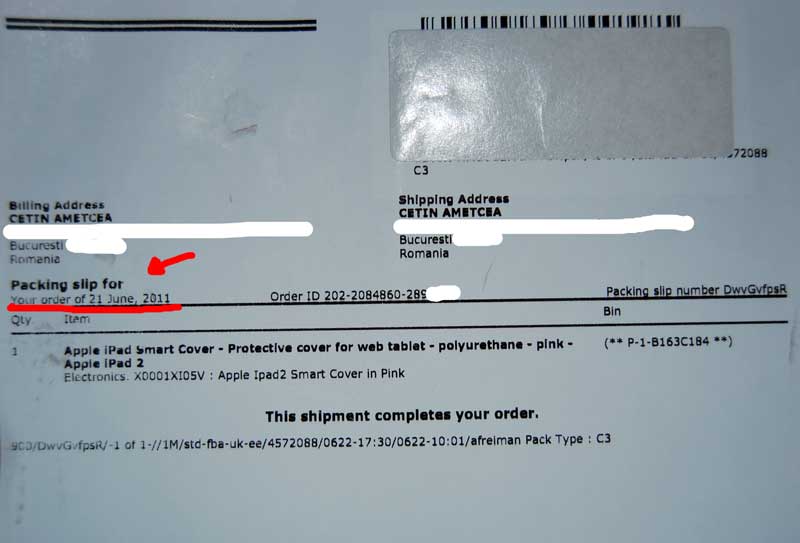 4572088
C3
Billing Address
CETIN AMETCEA
Bucuresti
Romania
Shipping Address
CETIN AMETCEA
Bucuresti
Romania
Packing slip for
Your order of 21 June, 2011
Order ID 202-2084860-289
Packing slip number DwvGvfpsR
Qty Item Bin
1 Apple iPad Smart Cover - Protective cover for web tablet - polyurethane - pink - (** P-1-B163C184 **)
Apple iPad 2
Electronics. X0001XI05V : Apple Ipad2 Smart Cover in Pink
This shipment completes your order.
900/DwvGvfpsR/-1 of 1-//1M/std-fba-uk-ee/4572088/0622-17:30/0622-10:01/afreiman Pack Type : C3